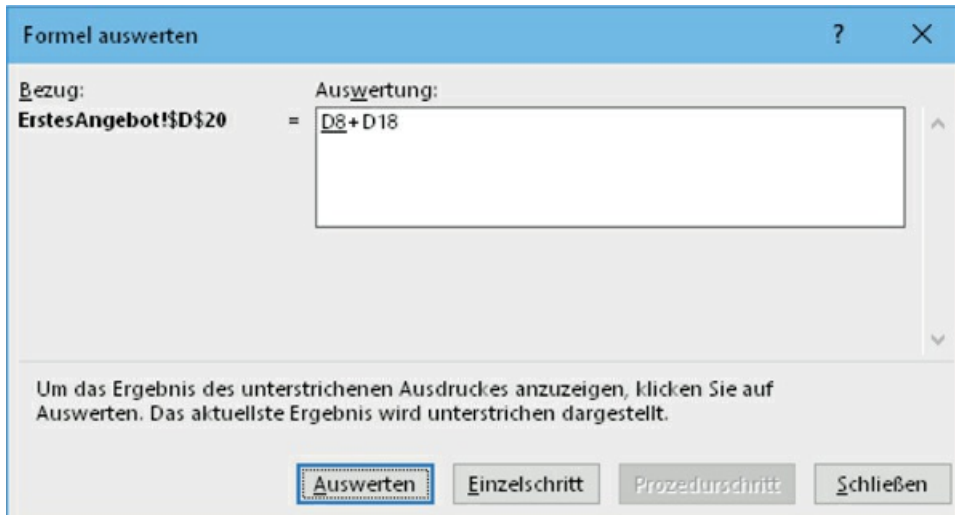 Formel auswerten ?
Bezug: Auswertung:
ErstesAngebot!$D$20 = D8+D18
Um das Ergebnis des unterstrichenen Ausdruckes anzuzeigen, klicken Sie auf
Auswerten. Das aktuellste Ergebnis wird unterstrichen dargestellt.
Auswerten Einzelschritt Prozedurschritt Schließen